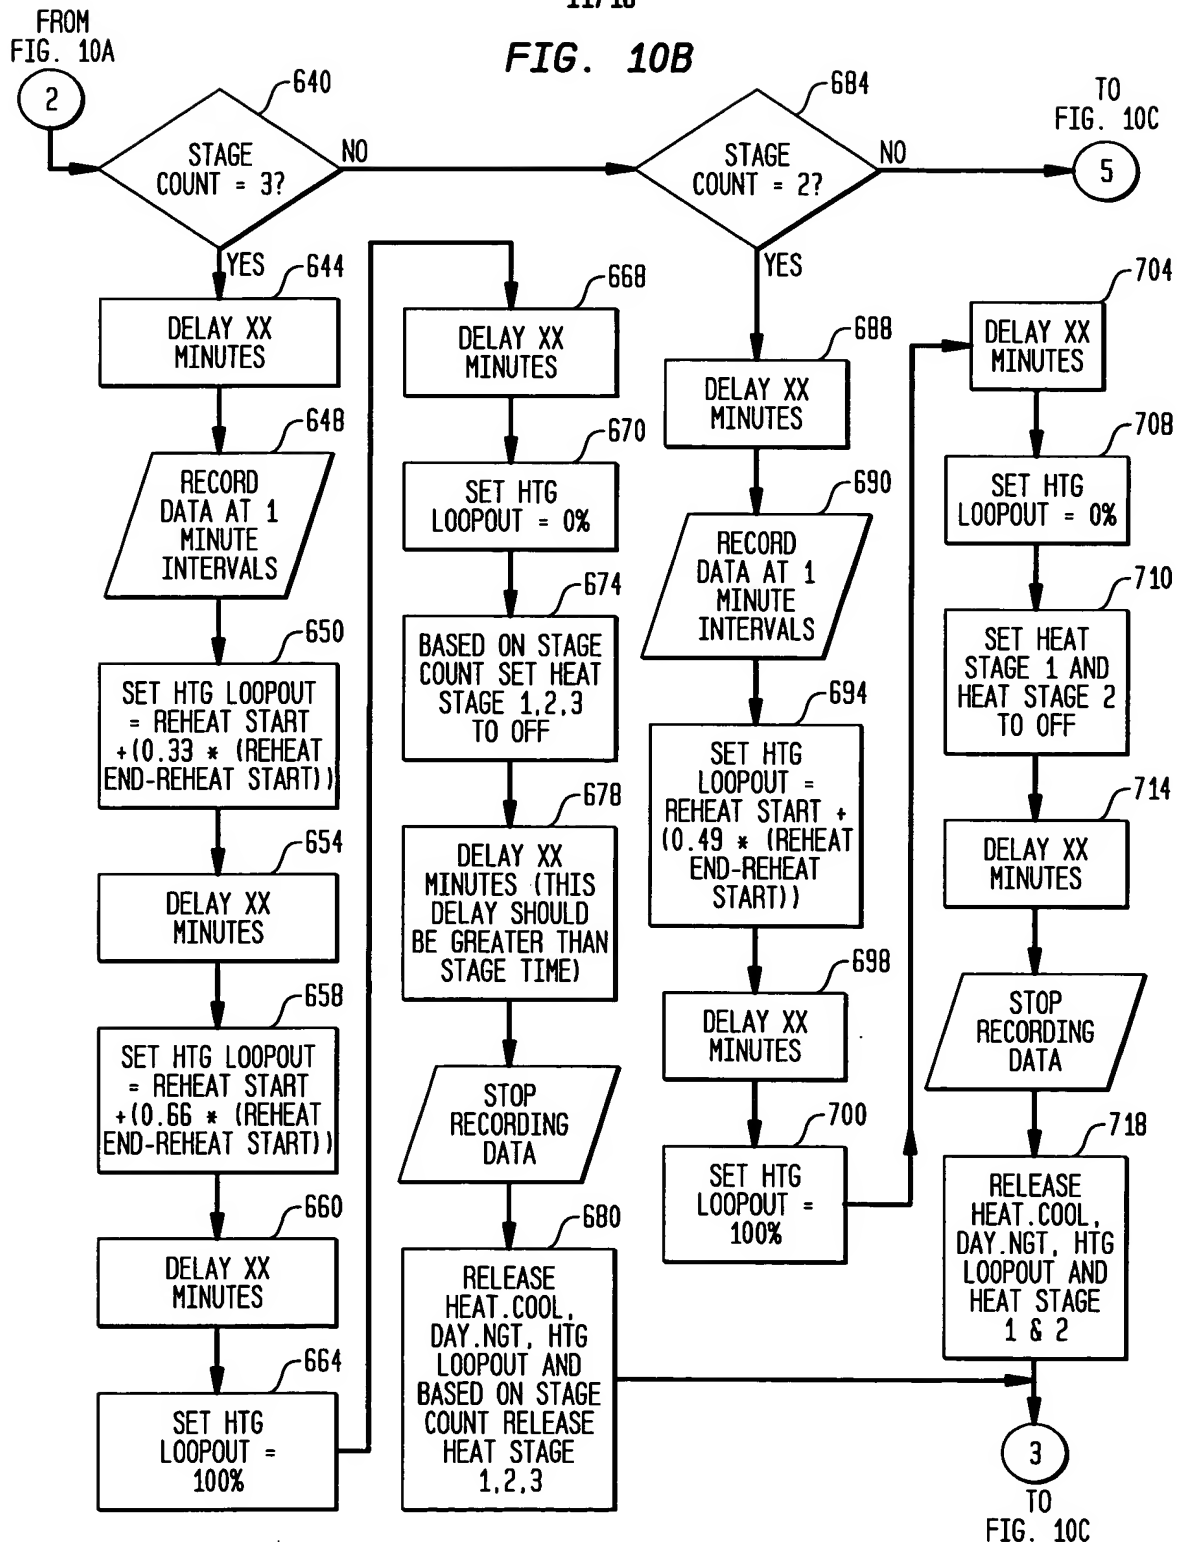 11/18
FROM
FIG. 10A
2
FIG. 10B
640
STAGE
COUNT = 3?
NO
YES
684
STAGE
COUNT = 2?
NO
YES
TO
FIG. 10C
5
644
DELAY XX
MINUTES
648
RECORD
DATA AT 1
MINUTE
INTERVALS
650
SET HTG LOOPOUT
= REHEAT START
+(0.33 * (REHEAT
END-REHEAT START))
654
DELAY XX
MINUTES
658
SET HTG LOOPOUT
= REHEAT START
+(0.66 * (REHEAT
END-REHEAT START))
660
DELAY XX
MINUTES
664
SET HTG
LOOPOUT =
100%
668
DELAY XX
MINUTES
670
SET HTG
LOOPOUT = 0%
674
BASED ON STAGE
COUNT SET HEAT
STAGE 1,2,3
TO OFF
678
DELAY XX
MINUTES (THIS
DELAY SHOULD
BE GREATER THAN
STAGE TIME)
STOP
RECORDING
DATA
680
RELEASE
HEAT.COOL,
DAY.NGT, HTG
LOOPOUT AND
BASED ON STAGE
COUNT RELEASE
HEAT STAGE
1,2,3
688
DELAY XX
MINUTES
690
RECORD
DATA AT 1
MINUTE
INTERVALS
694
SET HTG
LOOPOUT =
REHEAT START +
(0.49 * (REHEAT
END-REHEAT
START))
698
DELAY XX
MINUTES
700
SET HTG
LOOPOUT =
100%
704
DELAY XX
MINUTES
708
SET HTG
LOOPOUT = 0%
710
SET HEAT
STAGE 1 AND
HEAT STAGE 2
TO OFF
714
DELAY XX
MINUTES
STOP
RECORDING
DATA
718
RELEASE
HEAT.COOL,
DAY.NGT, HTG
LOOPOUT AND
HEAT STAGE
1 & 2
3
TO
FIG. 10C